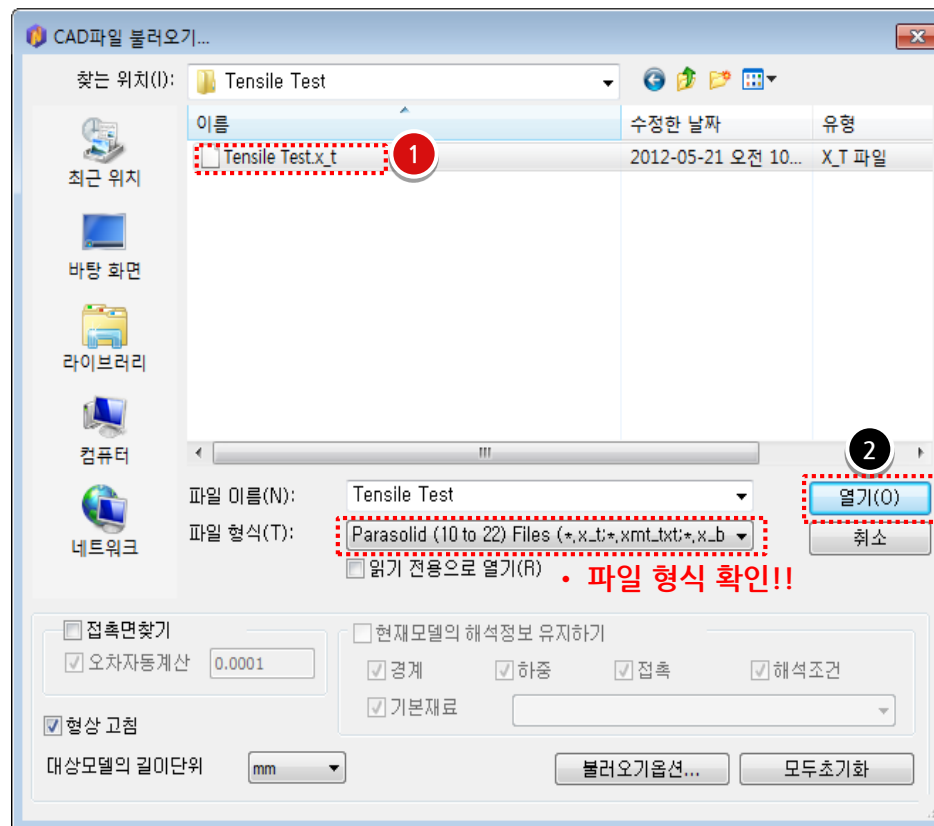 CAD파일 불러오기...
찾는 위치(I): Tensile Test
이름 수정한 날짜 유형
Tensile Test.x_t 1 2012-05-21 오전 10... X_T 파일
최근 위치
바탕 화면
라이브러리
컴퓨터
네트워크
2
파일 이름(N): Tensile Test 열기(O)
파일 형식(T): Parasolid (10 to 22) Files (*.x_t;*.xmt_txt;*.x_b 취소
읽기 전용으로 열기(R) • 파일 형식 확인!!
접촉면찾기 현재모델의 해석정보 유지하기
오차자동계산 0.0001 경계 하중 접촉 해석조건
기본재료
형상 고침
대상모델의 길이단위 mm 불러오기옵션... 모두초기화